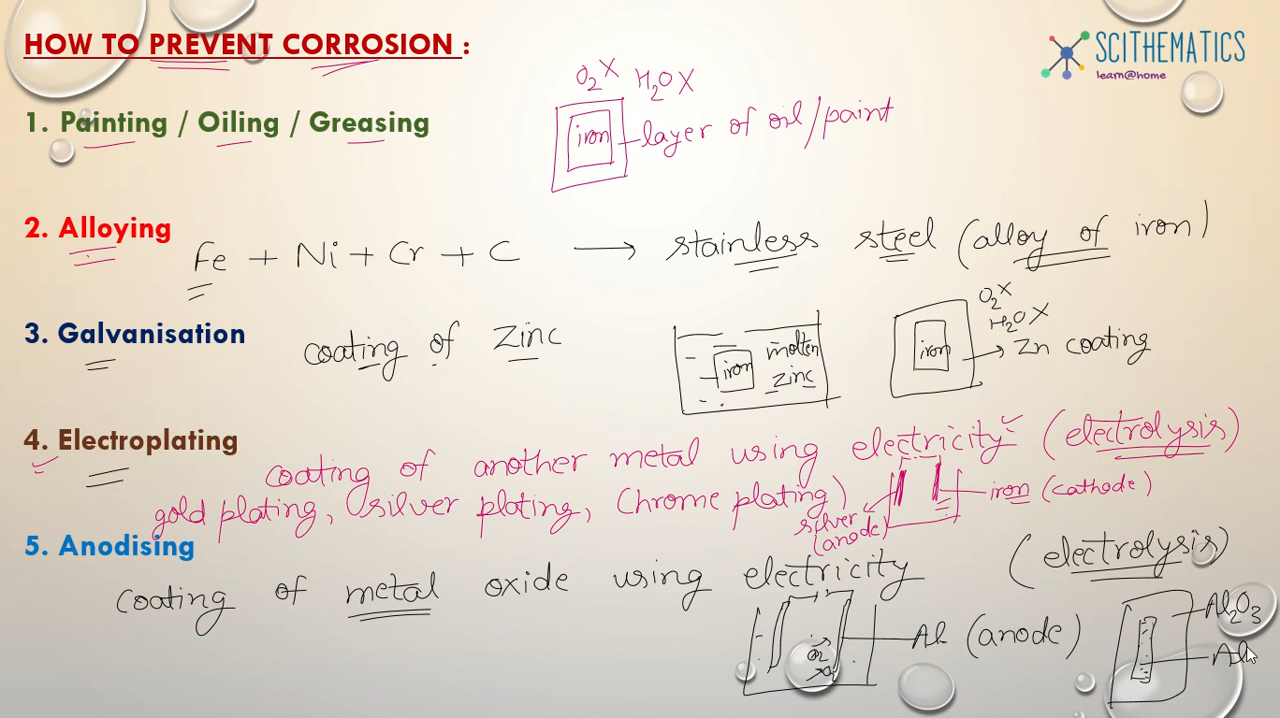 HOW TO PREVENT CORROSION :
SCITHEMATICS
learn@home
O₂ X H₂O X
1. Painting / Oiling / Greasing
iron
layer of oil/paint
2. Alloying
Fe + Ni + Cr + C → stainless steel (alloy of iron)
3. Galvanisation
coating of Zinc
iron
molten
zinc
O₂ X
H₂O X
iron
→ Zn coating
4. Electroplating
coating of another metal using electricity (electrolysis)
gold plating, silver plating, Chrome plating)
silver
(anode)
iron (cathode)
5. Anodising
coating of metal oxide using electricity (electrolysis)
O₂
Al (anode)
Al₂O₃
Al